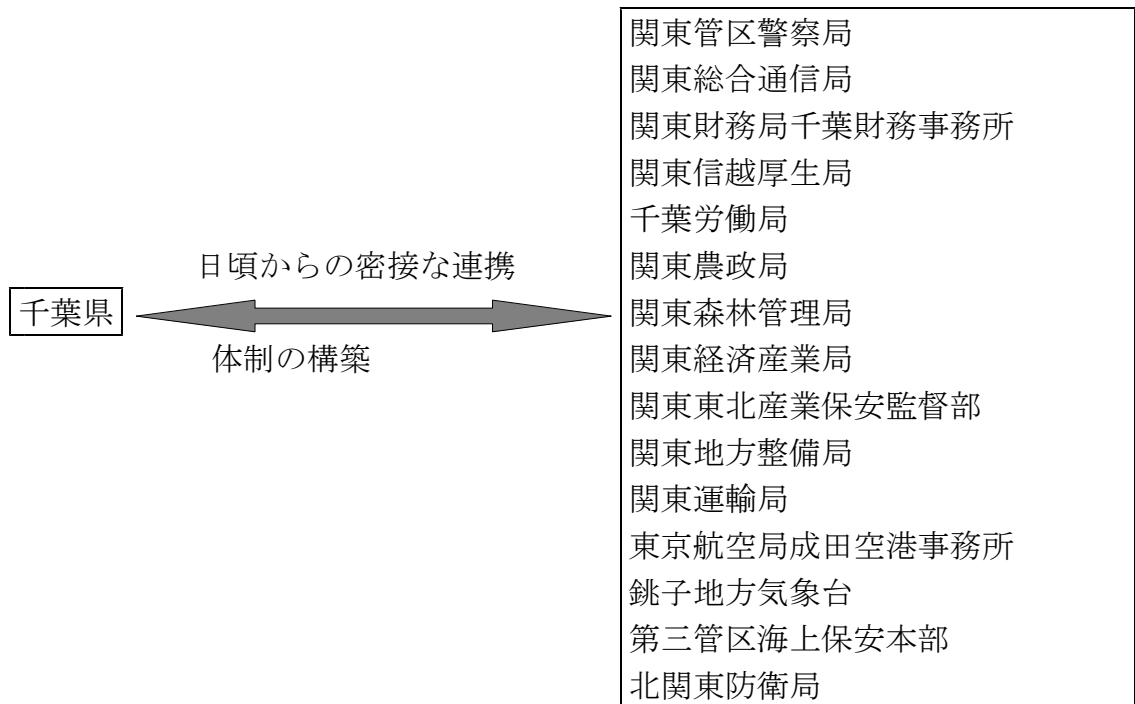 千葉県
日頃からの密接な連携
体制の構築
関東管区警察局
関東総合通信局
関東財務局千葉財務事務所
関東信越厚生局
千葉労働局
関東農政局
関東森林管理局
関東経済産業局
関東東北産業保安監督部
関東地方整備局
関東運輸局
東京航空局成田空港事務所
銚子地方気象台
第三管区海上保安本部
北関東防衛局